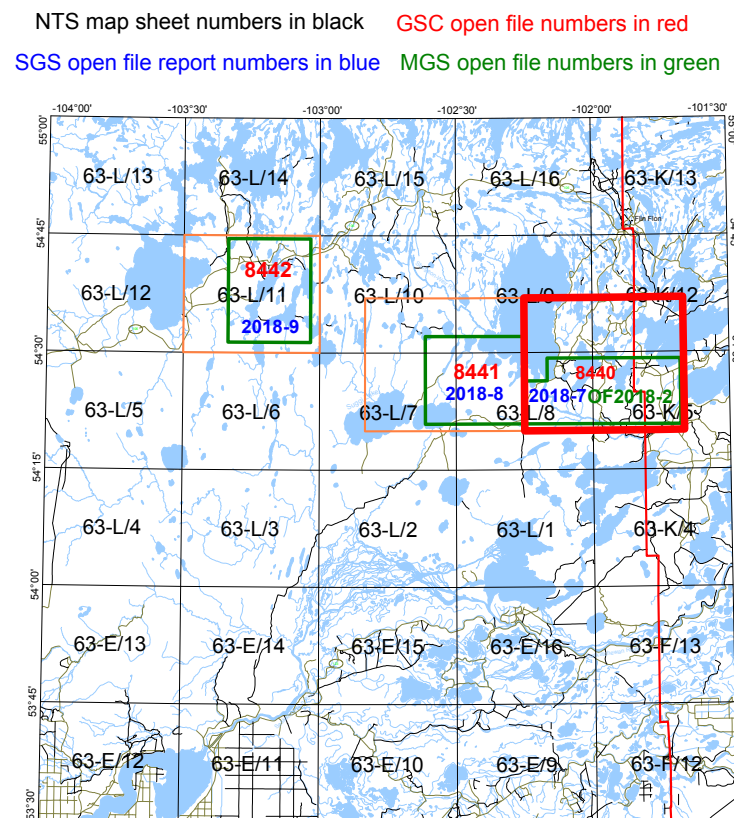 NTS map sheet numbers in black GSC open file numbers in red
SGS open file report numbers in blue MGS open file numbers in green
-104°00' -103°30' -103°00' -102°30' -102°00' -101°30'
55°00'
63-L/13 63-L/14 63-L/15 63-L/16 63-K/13
Flin Flon
54°45'
8442
63-L/12 63-L/11 63-L/10 63-L/9 63-K/12
2018-9
54°30'
8441 8440
2018-8 2018-7 OF2018-2
63-L/5 63-L/6 63-L/7 63-L/8 63-K/5
54°15'
63-L/4 63-L/3 63-L/2 63-L/1 63-K/4
54°00'
63-E/13 63-E/14 63-E/15 63-E/16 63-F/13
53°45'
63-E/12 63-E/11 63-E/10 63-E/9 63-F/12
53°30'